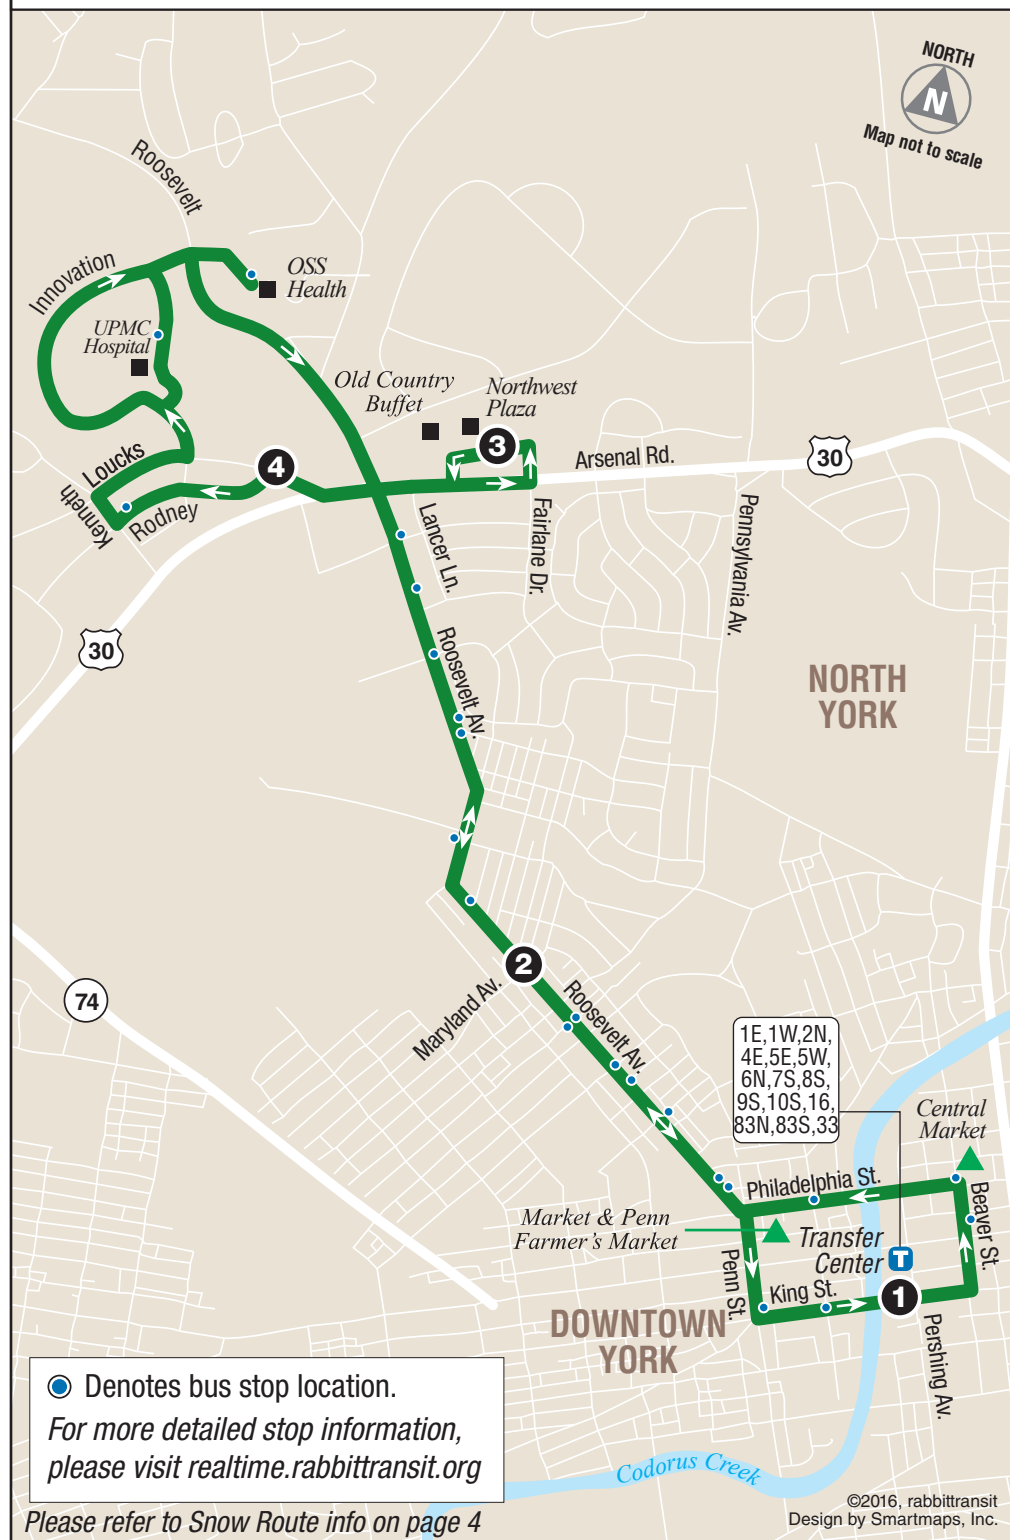 NORTH
N
Map not to scale
Roosevelt
Innovation
OSS
Health
UPMC
Hospital
Old Country
Buffet
Northwest
Plaza
3
Arsenal Rd.
30
4
Loucks
Kenneth
Rodney
Lancer Ln.
Fairlane Dr.
Pennsylvania Av.
30
Roosevelt Av.
NORTH
YORK
2
74
Maryland Av.
Roosevelt Av.
1E,1W,2N,
4E,5E,5W,
6N,7S,8S,
9S,10S,16,
83N,83S,33
Central
Market
Philadelphia St.
Beaver St.
Market & Penn
Farmer's Market
Transfer
Center
T
Penn St.
King St.
1
DOWNTOWN
YORK
Pershing Av.
Denotes bus stop location.
For more detailed stop information,
please visit realtime.rabbittransit.org
Codorus Creek
©2016, rabbittransit
Design by Smartmaps, Inc.
Please refer to Snow Route info on page 4